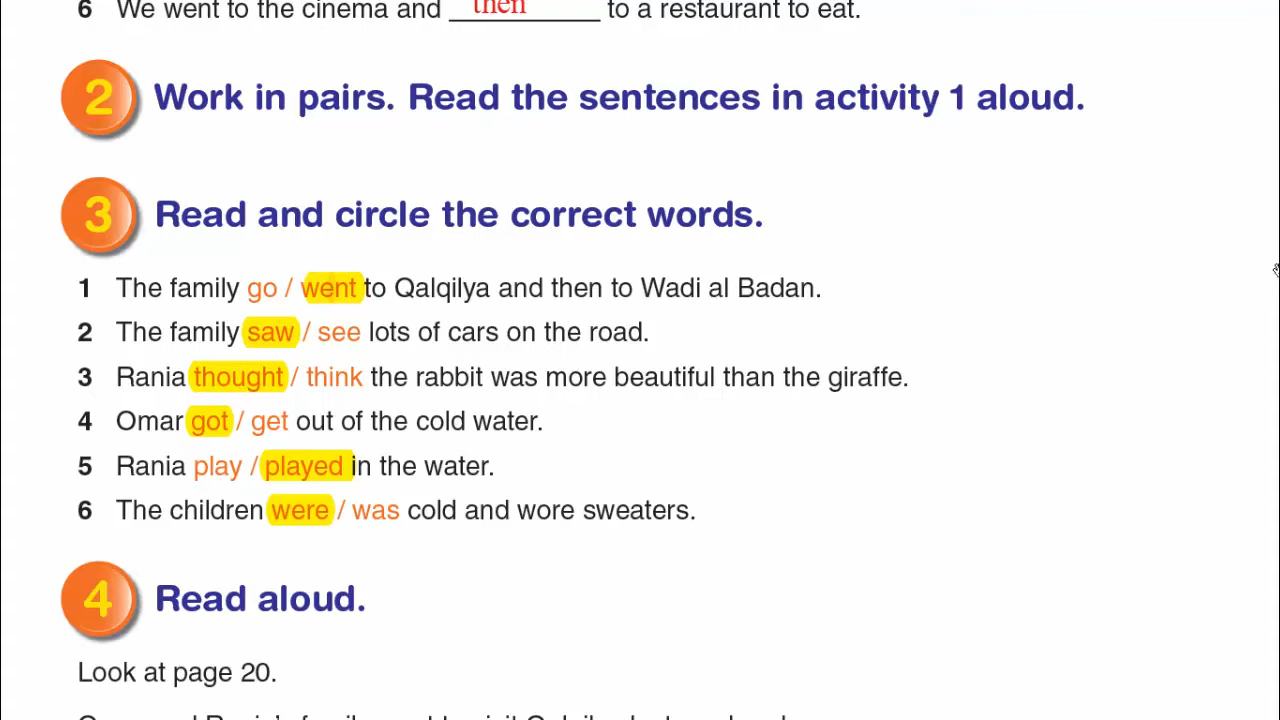 6 We went to the cinema and then to a restaurant to eat.
2 Work in pairs. Read the sentences in activity 1 aloud.
3 Read and circle the correct words.
1 The family go / went to Qalqilya and then to Wadi al Badan.
2 The family saw / see lots of cars on the road.
3 Rania thought / think the rabbit was more beautiful than the giraffe.
4 Omar got / get out of the cold water.
5 Rania play / played in the water.
6 The children were / was cold and wore sweaters.
4 Read aloud.
Look at page 20.